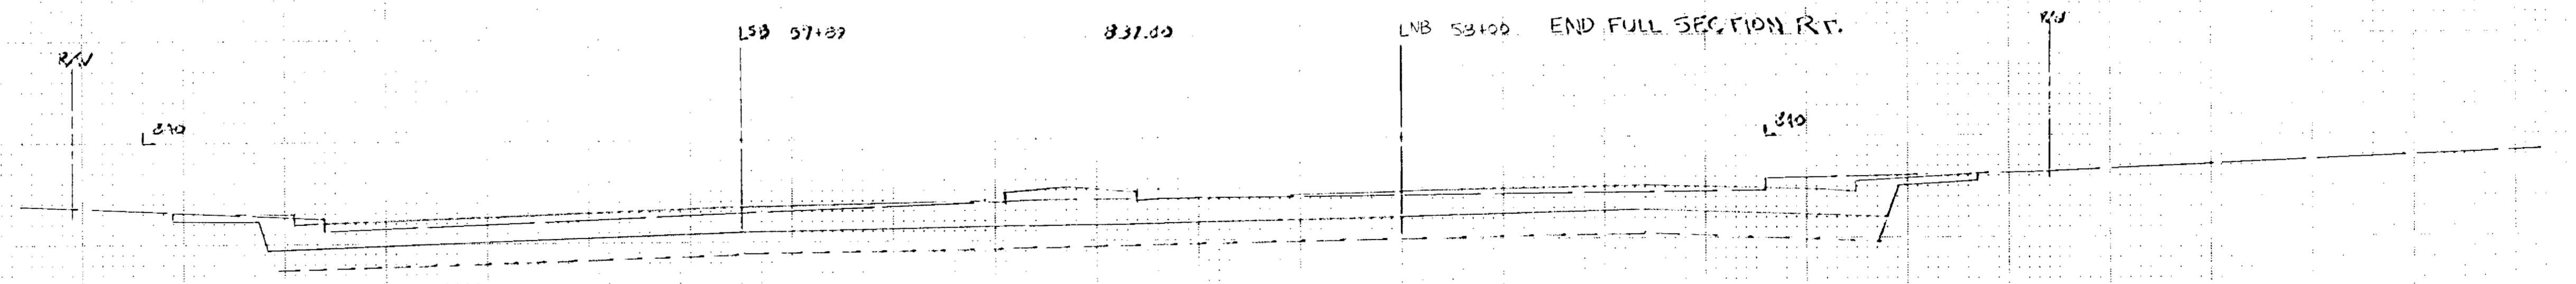 R/W
LSB 57+89
837.00
LNB 58+00 END FULL SECTION RT.
R/W
840
840